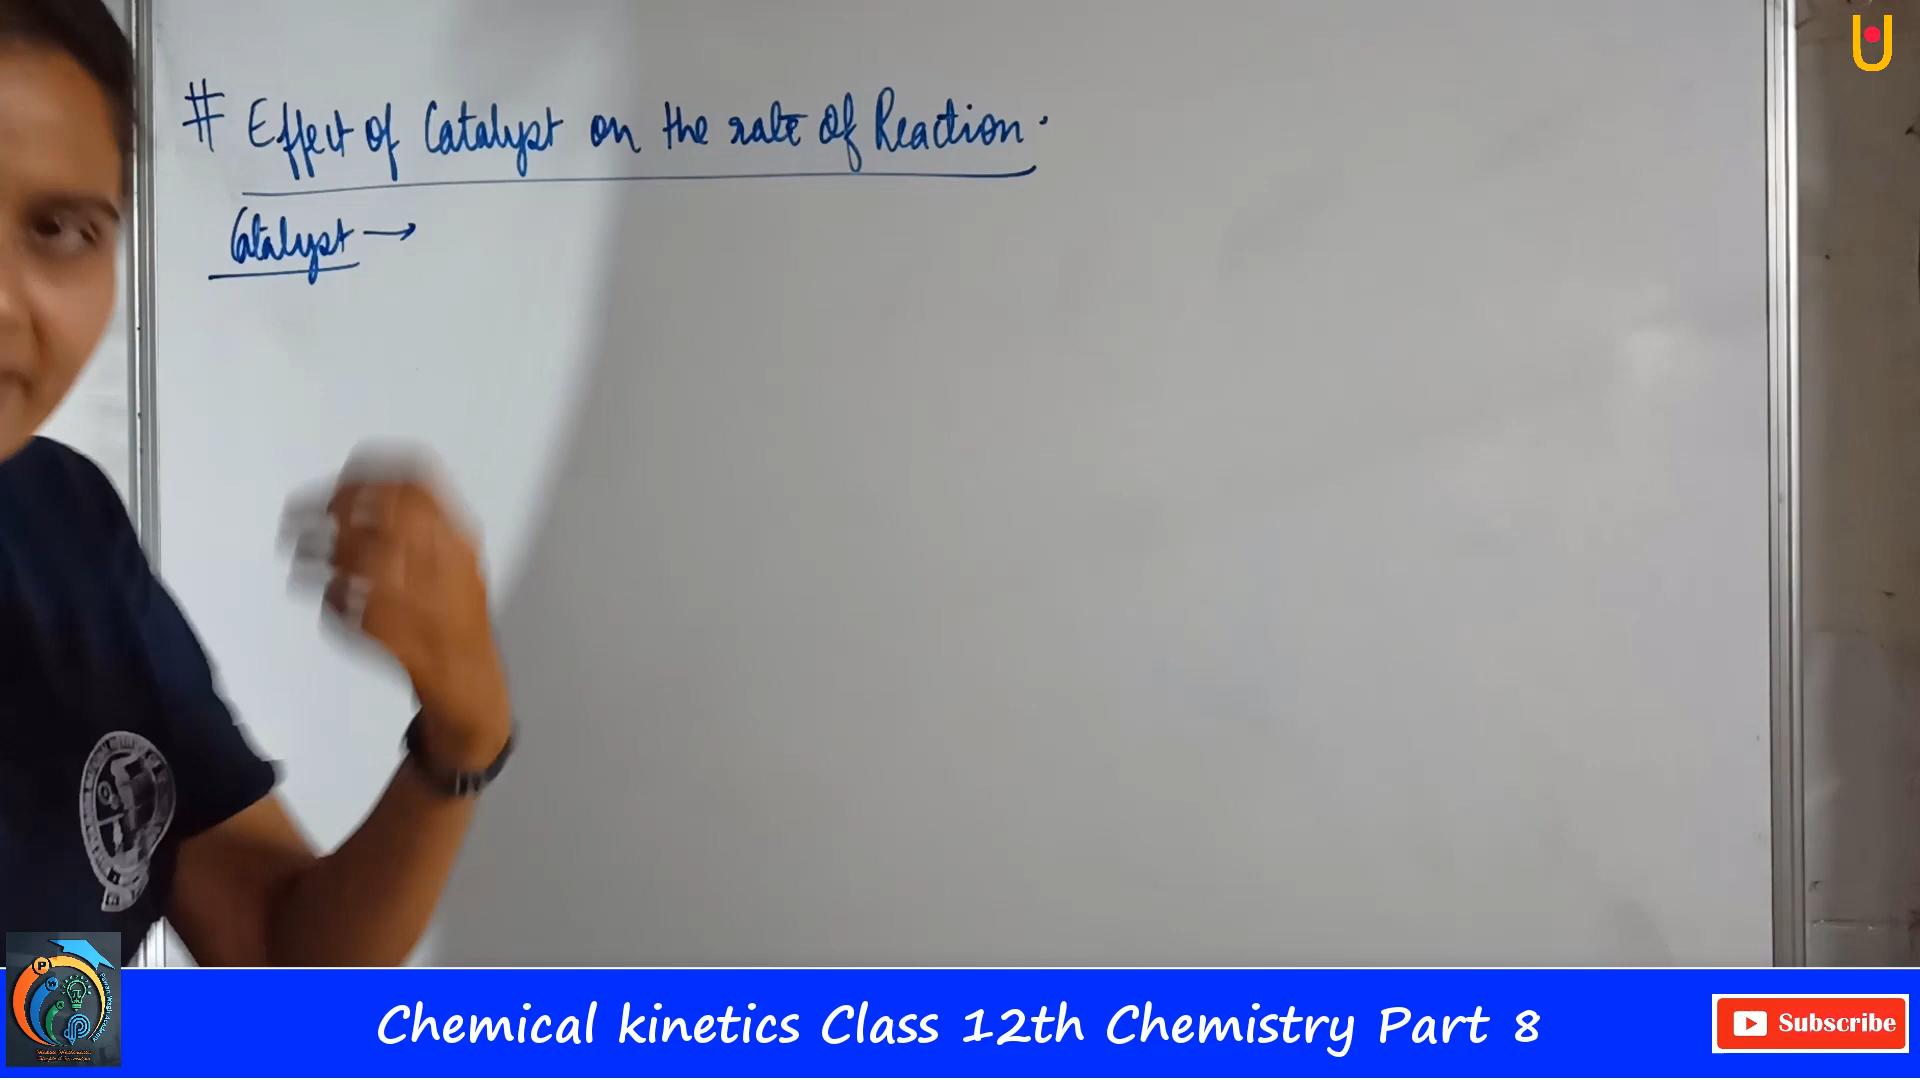 # Effect of Catalyst on the rate of Reaction.
Catalyst →
Chemical kinetics Class 12th Chemistry Part 8
Subscribe